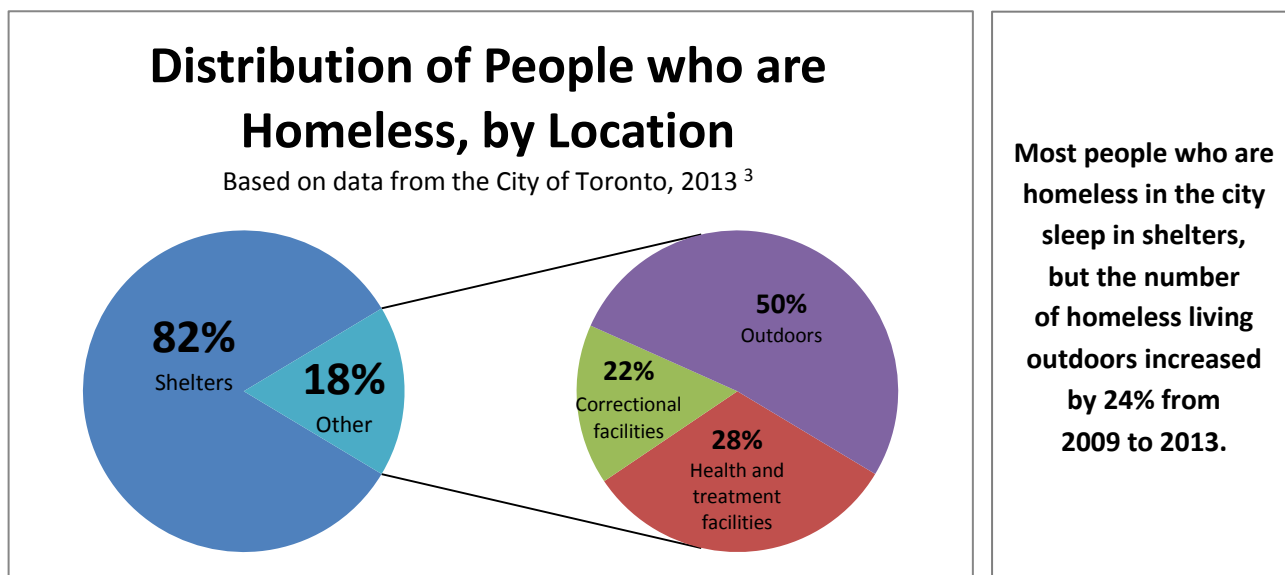 Distribution of People who are
Homeless, by Location
Based on data from the City of Toronto, 2013 3
82%
Shelters
18%
Other
50%
Outdoors
22%
Correctional
facilities
28%
Health and
treatment
facilities
Most people who are
homeless in the city
sleep in shelters,
but the number
of homeless living
outdoors increased
by 24% from
2009 to 2013.